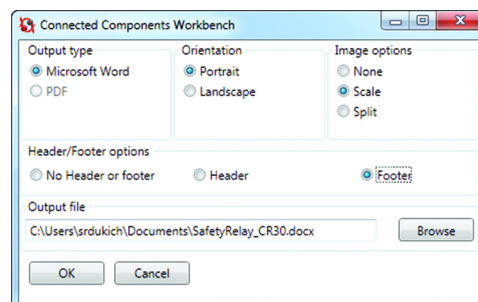 Connected Components Workbench
Output type Orientation Image options
Microsoft Word Portrait None
PDF Landscape Scale
Split
Header/Footer options
No Header or footer Header Footer
Output file
C:\Users\srdukich\Documents\SafetyRelay_CR30.docx Browse
OK Cancel